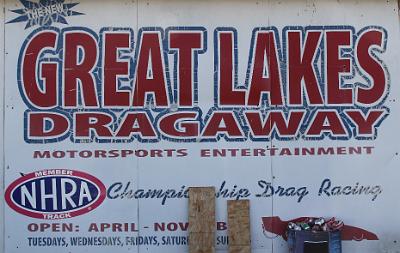 THE NEW
GREAT LAKES
DRAGAWAY
MOTORSPORTS ENTERTAINMENT
MEMBER
NHRA
TRACK
Championship Drag Racing
OPEN: APRIL -
TUESDAYS, WEDNESDAYS, FRIDAYS,